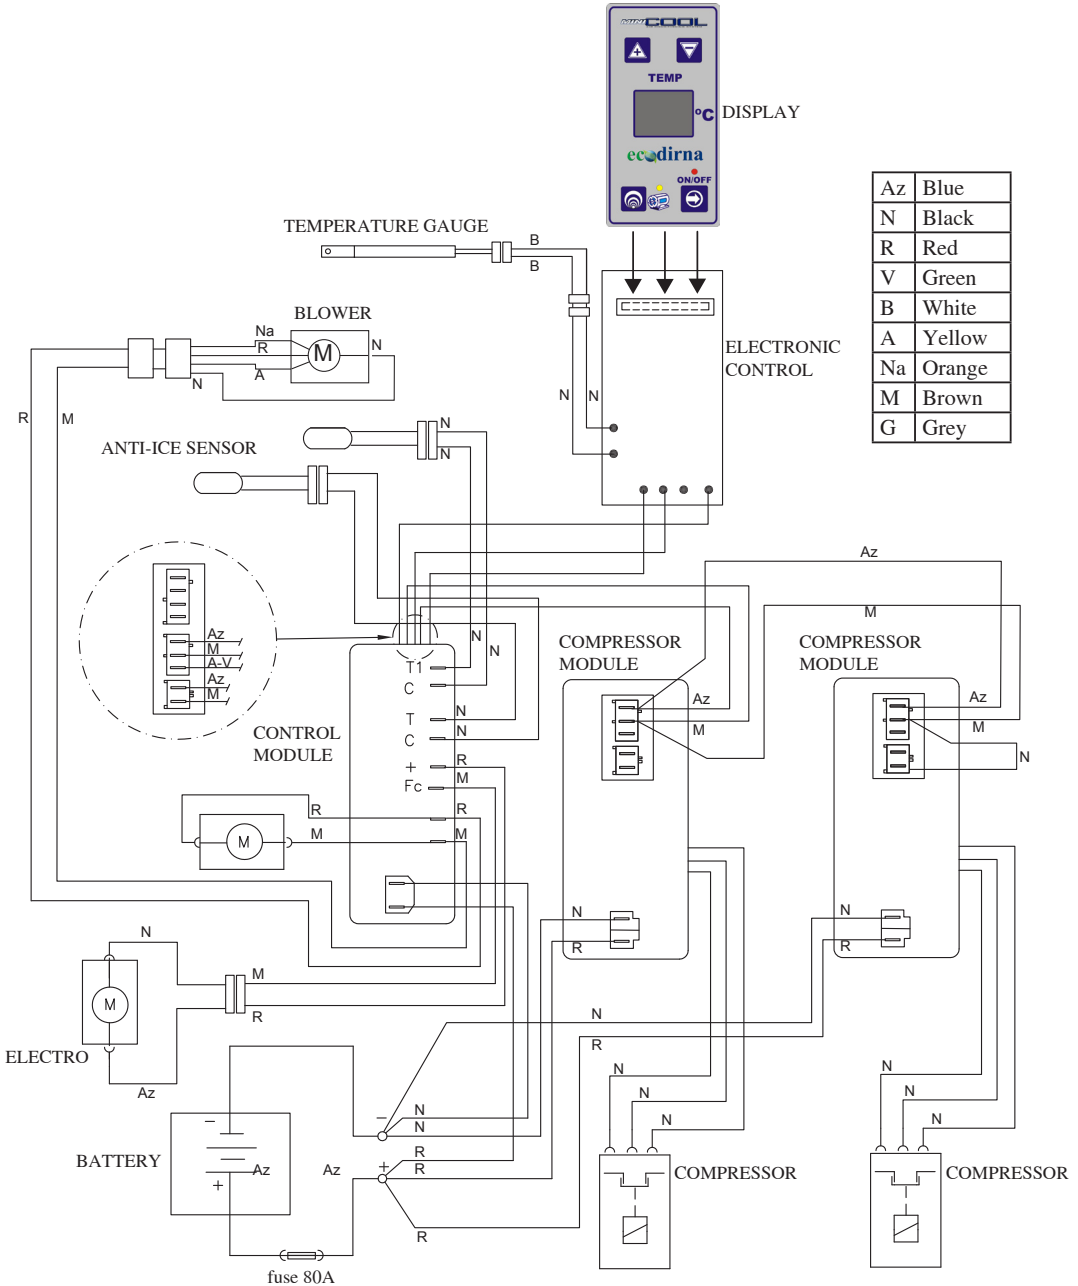 MINI COOL
TEMP
°C
DISPLAY
ecodirna
ON/OFF
Az Blue
N Black
R Red
V Green
B White
A Yellow
Na Orange
M Brown
G Grey
TEMPERATURE GAUGE
B
B
N
N
BLOWER
Na
R
A
M
N
N
R
M
ELECTRONIC
CONTROL
ANTI-ICE SENSOR
N
N
Az
M
A-V
Az
M
CONTROL
MODULE
N
N
T1
C
T
N
C
N
+
R
Fc
M
R
M
R
M
M
COMPRESSOR
MODULE
Az
M
N
R
Az
M
COMPRESSOR
MODULE
Az
M
N
N
R
N
M
Az
ELECTRO
M
R
N
R
BATTERY
−
+
Az
Az
−
N
N
+
R
R
R
fuse 80A
N
N
N
COMPRESSOR
N
N
N
COMPRESSOR